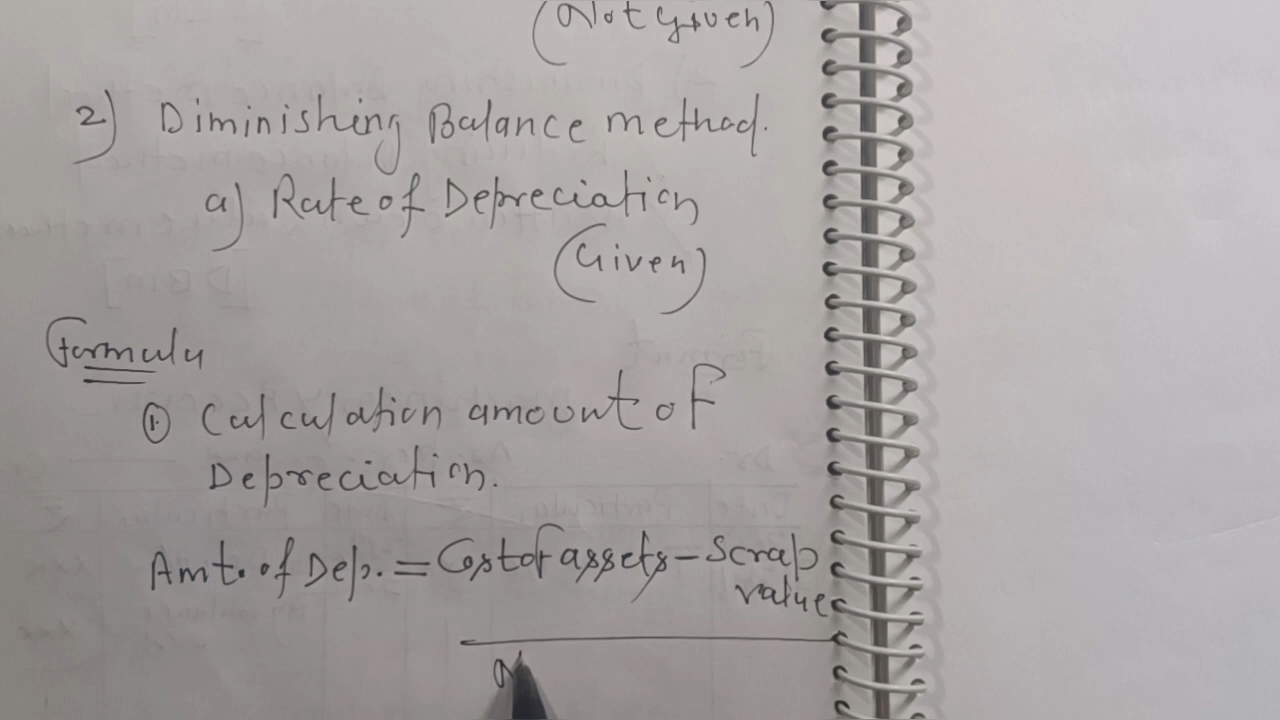 (Not Given)
2) Diminishing Balance method.
a) Rate of Depreciation
(Given)
Formula
① Calculation amount of
Depreciation.
Amt. of Dep. = Cost of assets - Scrap
value
N